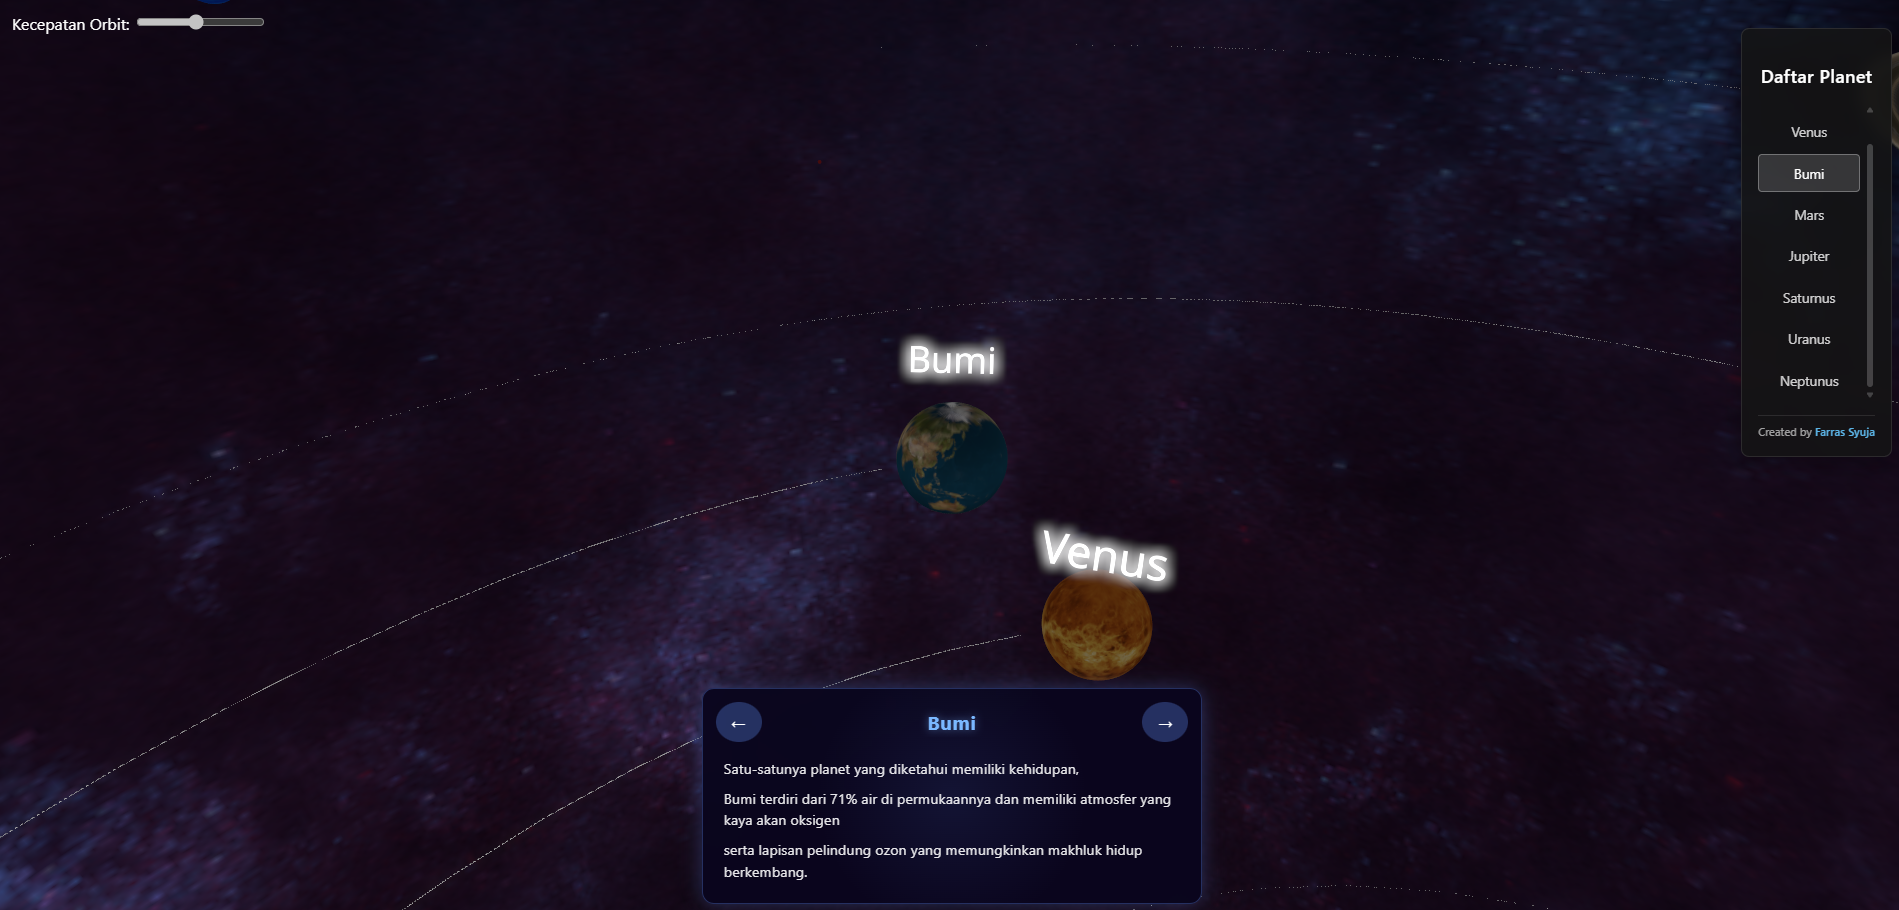 Kecepatan Orbit:
Daftar Planet
Venus
Bumi
Mars
Jupiter
Saturnus
Uranus
Neptunus
Created by Farras Syuja
Bumi
Venus
← Bumi →
Satu-satunya planet yang diketahui memiliki kehidupan,
Bumi terdiri dari 71% air di permukaannya dan memiliki atmosfer yang
kaya akan oksigen
serta lapisan pelindung ozon yang memungkinkan makhluk hidup
berkembang.